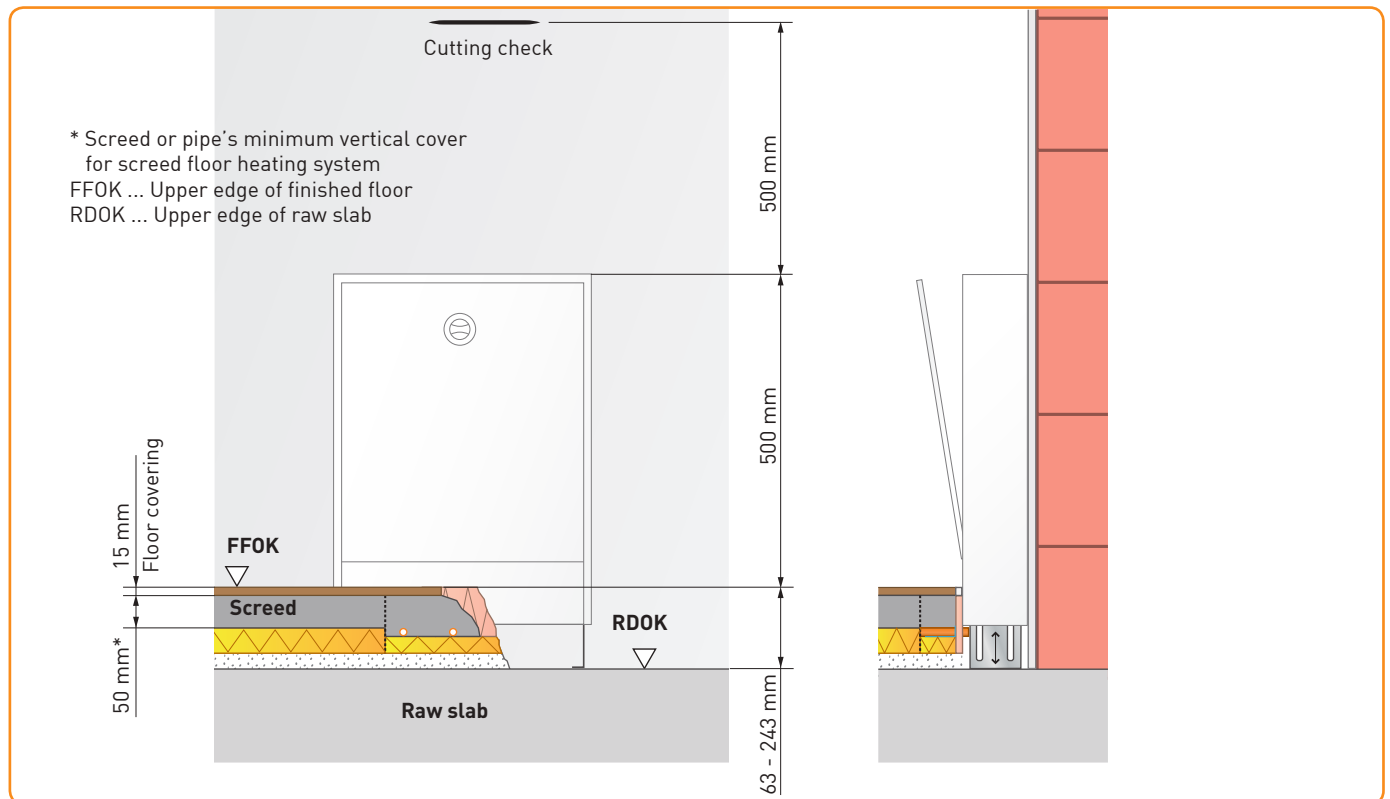 Cutting check
* Screed or pipe's minimum vertical cover
for screed floor heating system
FFOK ... Upper edge of finished floor
RDOK ... Upper edge of raw slab
500 mm
500 mm
15 mm
Floor covering
FFOK
Screed
RDOK
50 mm*
Raw slab
63 - 243 mm